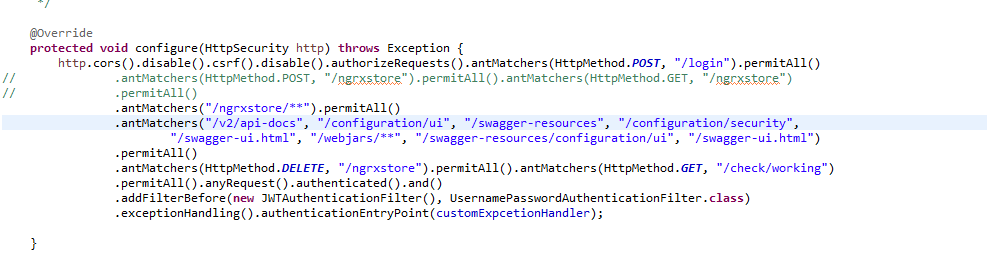 */
@Override
protected void configure(HttpSecurity http) throws Exception {
http.cors().disable().csrf().disable().authorizeRequests().antMatchers(HttpMethod.POST, "/login").permitAll()
// .antMatchers(HttpMethod.POST, "/ngrxstore").permitAll().antMatchers(HttpMethod.GET, "/ngrxstore")
// .permitAll()
.antMatchers("/ngrxstore/**").permitAll()
.antMatchers("/v2/api-docs", "/configuration/ui", "/swagger-resources", "/configuration/security",
"/swagger-ui.html", "/webjars/**", "/swagger-resources/configuration/ui", "/swagger-ui.html")
.permitAll()
.antMatchers(HttpMethod.DELETE, "/ngrxstore").permitAll().antMatchers(HttpMethod.GET, "/check/working")
.permitAll().anyRequest().authenticated().and()
.addFilterBefore(new JWTAuthenticationFilter(), UsernamePasswordAuthenticationFilter.class)
.exceptionHandling().authenticationEntryPoint(customExpcetionHandler);
}